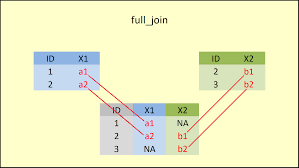 full_join
ID X1 ID X2
1 a1 2 b1
2 a2 3 b2
ID X1 X2
1 a1 NA
2 a2 b1
3 NA b2